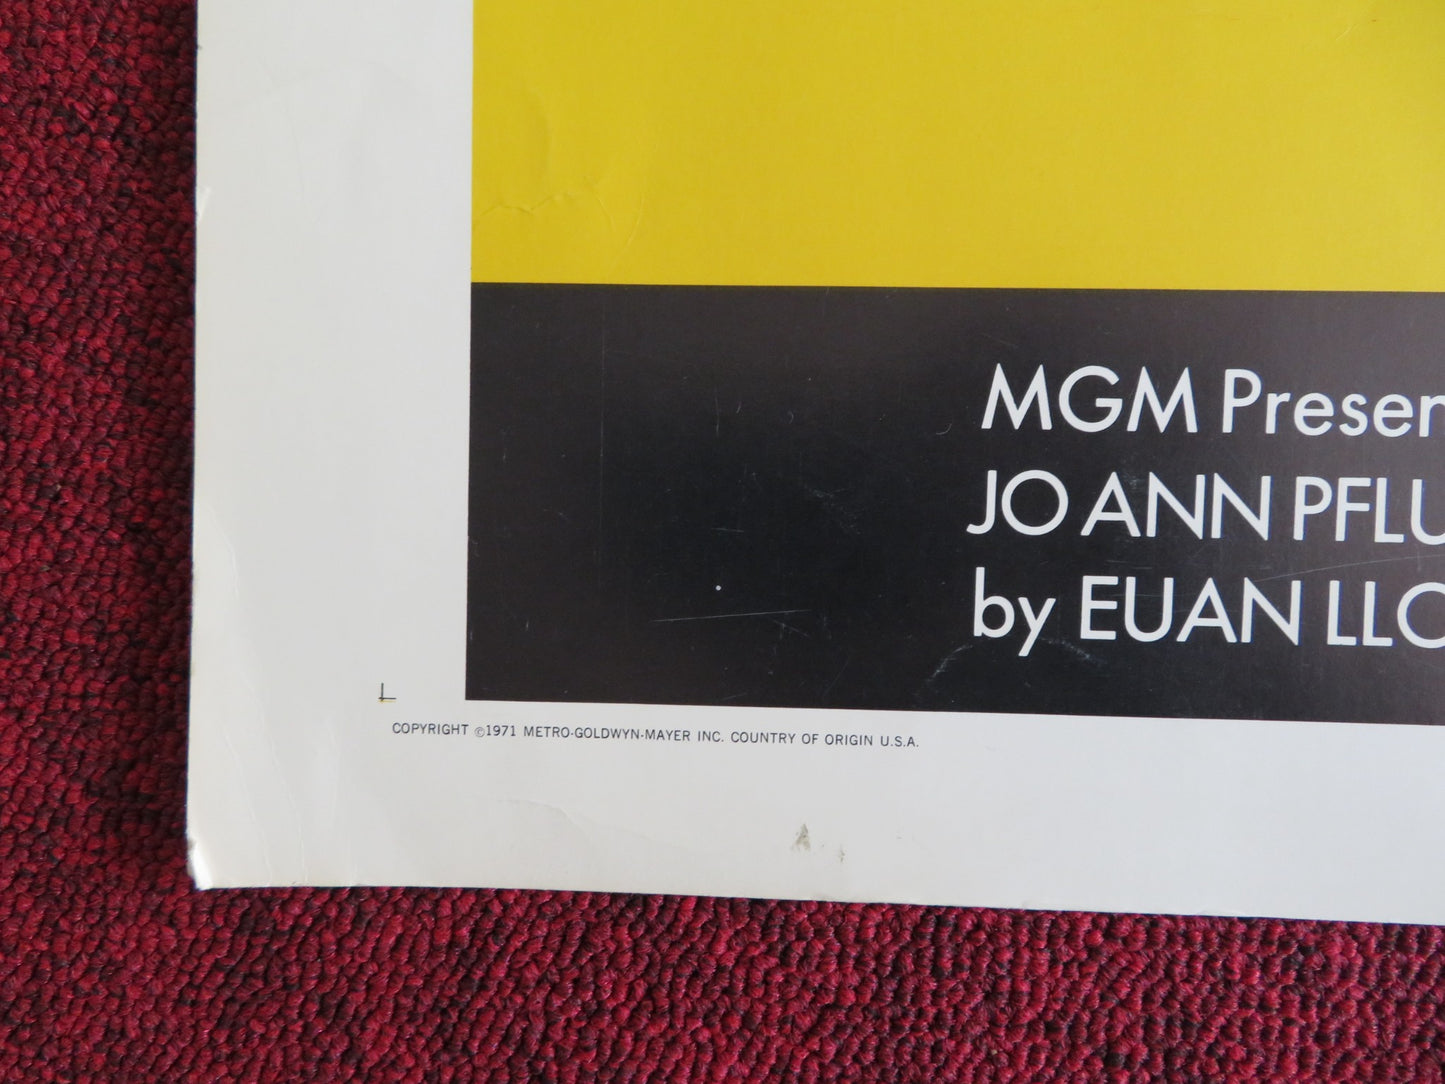 MGM Presen
JO ANN PFLU
by EUAN LLO
COPYRIGHT ©1971 METRO-GOLDWYN-MAYER INC. COUNTRY OF ORIGIN U.S.A.